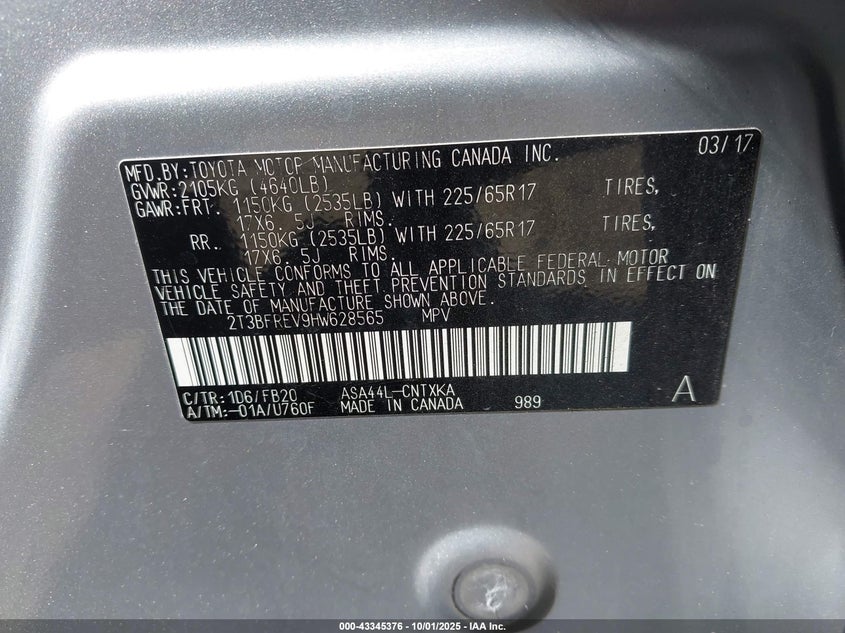 MFD.BY:TOYOTA MOTOR MANUFACTURING CANADA INC. 03/17
GVWR:2105KG (4640LB)
GAWR:FRT. 1150KG (2535LB) WITH 225/65R17 TIRES,
17X6. 5J RIMS.
RR. 1150KG (2535LB) WITH 225/65R17 TIRES,
17X6. 5J RIMS.
THIS VEHICLE CONFORMS TO ALL APPLICABLE FEDERAL MOTOR
VEHICLE SAFETY AND THEFT PREVENTION STANDARDS IN EFFECT ON
THE DATE OF MANUFACTURE SHOWN ABOVE.
2T3BFREV9HW628565 MPV
C/TR:1D6/FB20 ASA44L-CNTXKA A
A/TM:-01A/U760F MADE IN CANADA 989
000-43345376 | 10/01/2025 - IAA Inc.